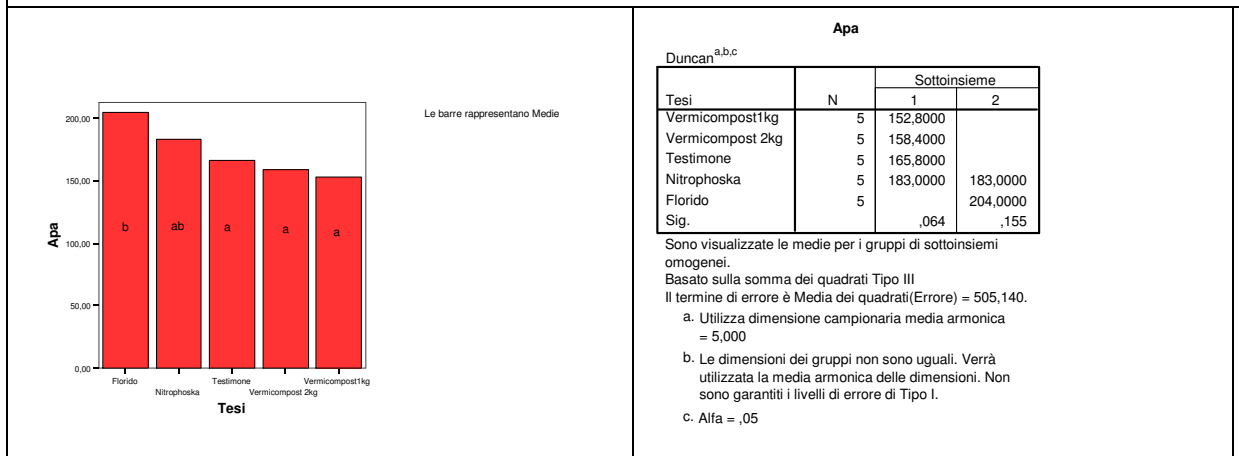 200,00
150,00
100,00
50,00
0,00
Apa
b
ab
a
a
a
Florido
Nitrophoska
Testimone
Vermicompost 2kg
Vermicompost1kg
Tesi
Le barre rappresentano Medie
Apa
Duncan a,b,c
Sottoinsieme
Tesi N 1 2
Vermicompost1kg 5 152,8000
Vermicompost 2kg 5 158,4000
Testimone 5 165,8000
Nitrophoska 5 183,0000 183,0000
Florido 5 204,0000
Sig. ,064 ,155
Sono visualizzate le medie per i gruppi di sottoinsiemi
omogenei.
Basato sulla somma dei quadrati Tipo III
Il termine di errore è Media dei quadrati(Errore) = 505,140.
a. Utilizza dimensione campionaria media armonica
= 5,000
b. Le dimensioni dei gruppi non sono uguali. Verrà
utilizzata la media armonica delle dimensioni. Non
sono garantiti i livelli di errore di Tipo I.
c. Alfa = ,05